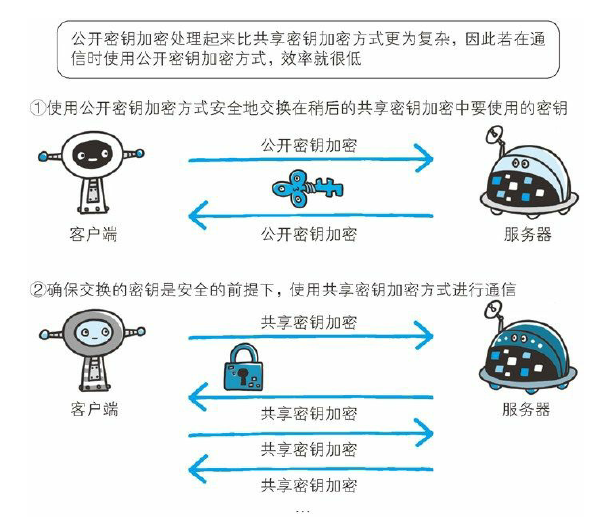 公开密钥加密处理起来比共享密钥加密方式更为复杂，因此若在通
信时使用公开密钥加密方式，效率就很低
①使用公开密钥加密方式安全地交换在稍后的共享密钥加密中要使用的密钥
公开密钥加密
公开密钥加密
客户端
服务器
②确保交换的密钥是安全的前提下，使用共享密钥加密方式进行通信
共享密钥加密
共享密钥加密
客户端
服务器
共享密钥加密
共享密钥加密
…